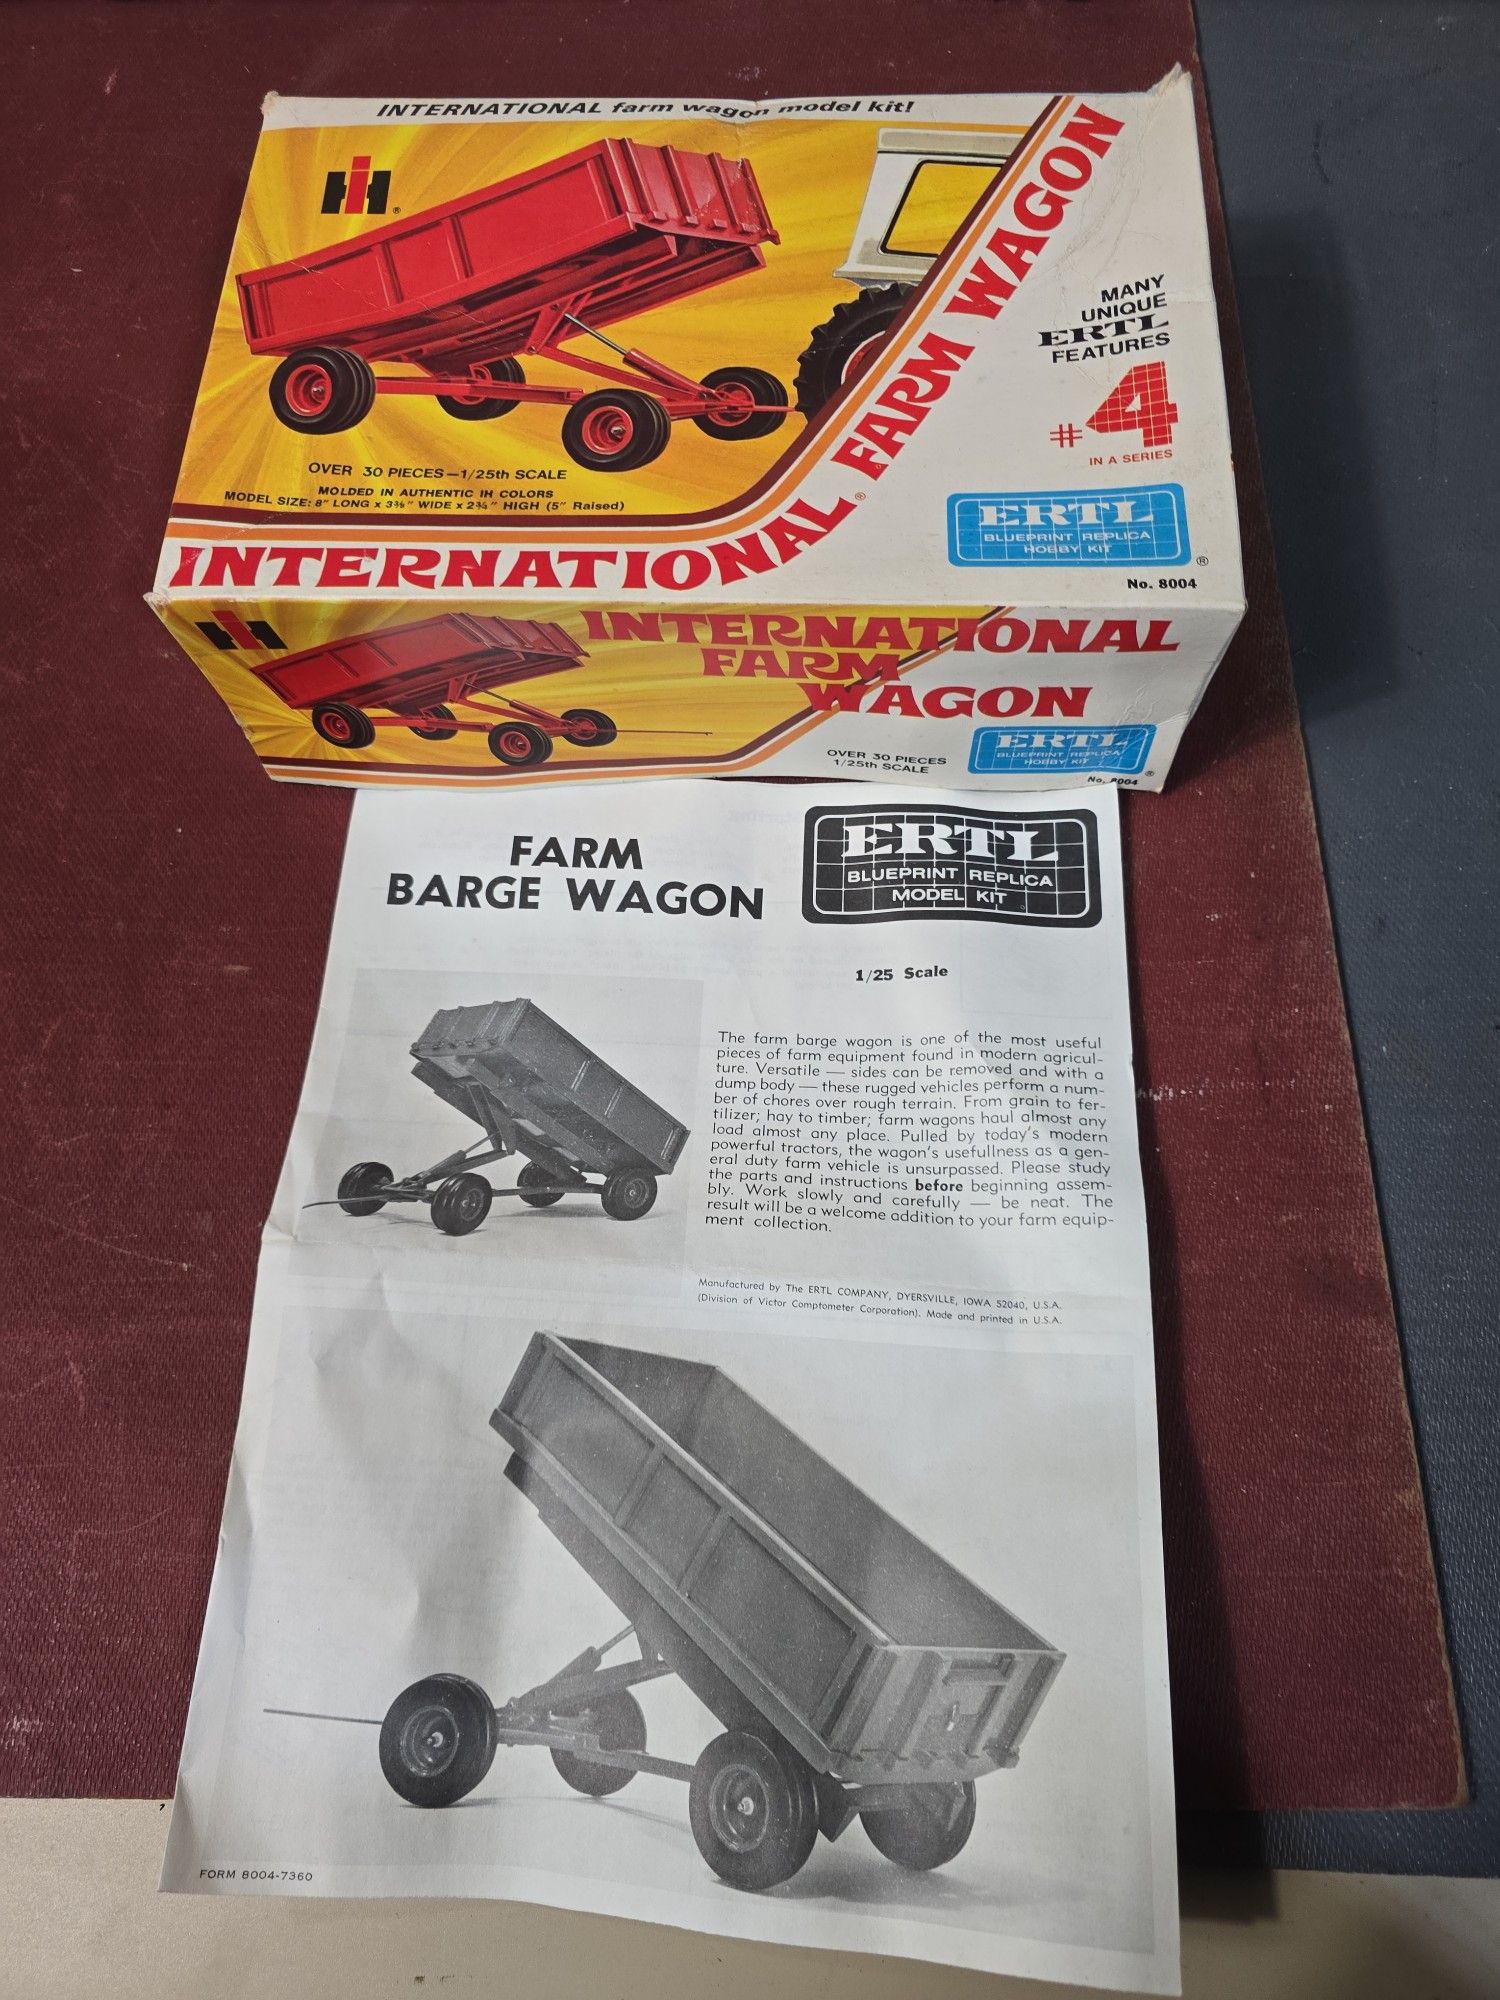 INTERNATIONAL farm wagon model kit!
IH ®
OVER 30 PIECES—1/25th SCALE
MOLDED IN AUTHENTIC IH COLORS
MODEL SIZE: 8" LONG x 3⅜" WIDE x 2¾" HIGH (5" Raised)
INTERNATIONAL® FARM WAGON
MANY
UNIQUE
ERTL
FEATURES
#4
IN A SERIES
ERTL
BLUEPRINT REPLICA
HOBBY KIT
®
No. 8004
IH
INTERNATIONAL
FARM
WAGON
OVER 30 PIECES
1/25th SCALE
ERTL
BLUEPRINT REPLICA
HOBBY KIT
®
No. 8004
FARM
BARGE WAGON
ERTL
BLUEPRINT REPLICA
MODEL KIT
1/25 Scale
The farm barge wagon is one of the most useful
pieces of farm equipment found in modern agricul-
ture. Versatile — sides can be removed and with a
dump body — these rugged vehicles perform a num-
ber of chores over rough terrain. From grain to fer-
tilizer; hay to timber; farm wagons haul almost any
load almost any place. Pulled by today's modern
powerful tractors, the wagon's usefullness as a gen-
eral duty farm vehicle is unsurpassed. Please study
the parts and instructions before beginning assem-
bly. Work slowly and carefully — be neat. The
result will be a welcome addition to your farm equip-
ment collection.
Manufactured by The ERTL COMPANY, DYERSVILLE, IOWA 52040, U.S.A.
(Division of Victor Comptometer Corporation). Made and printed in U.S.A.
FORM 8004-7360